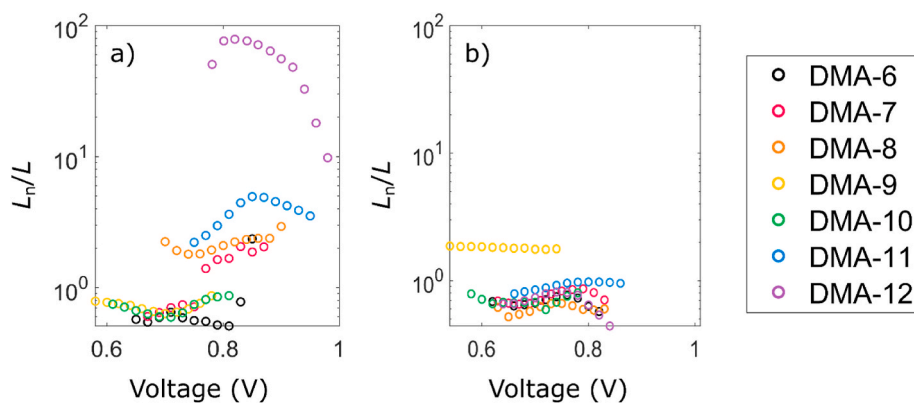 a)
10²
10¹
10⁰
Lₙ/L
0.6 0.8 1
Voltage (V)
b)
10²
10¹
10⁰
Lₙ/L
0.6 0.8 1
Voltage (V)
DMA-6
DMA-7
DMA-8
DMA-9
DMA-10
DMA-11
DMA-12